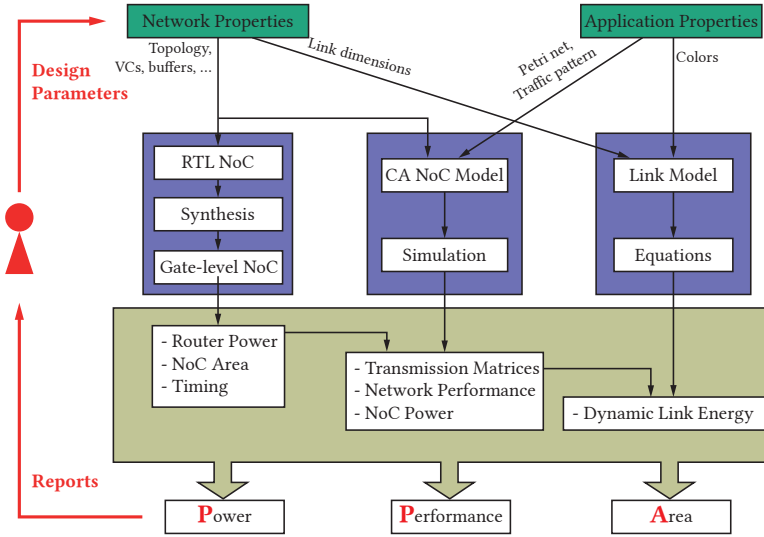 Network Properties
Application Properties
Topology,
VCs, buffers, ...
Link dimensions
Petri net,
Traffic pattern
Colors
Design
Parameters
RTL NoC
Synthesis
Gate-level NoC
CA NoC Model
Simulation
Link Model
Equations
- Router Power
- NoC Area
- Timing
- Transmission Matrices
- Network Performance
- NoC Power
- Dynamic Link Energy
Reports
Power
Performance
Area